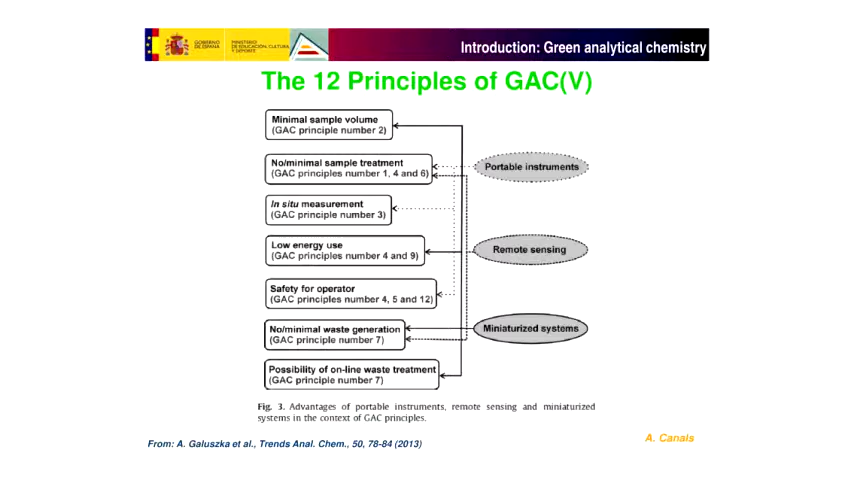 GOBIERNO
DE ESPAÑA
MINISTERIO
DE EDUCACIÓN, CULTURA
Y DEPORTE
Introduction: Green analytical chemistry
The 12 Principles of GAC(V)
Minimal sample volume
(GAC principle number 2)
No/minimal sample treatment
(GAC principles number 1, 4 and 6)
Portable instruments
In situ measurement
(GAC principle number 3)
Low energy use
(GAC principles number 4 and 9)
Remote sensing
Safety for operator
(GAC principles number 4, 5 and 12)
No/minimal waste generation
(GAC principle number 7)
Miniaturized systems
Possibility of on-line waste treatment
(GAC principle number 7)
Fig. 3. Advantages of portable instruments, remote sensing and miniaturized
systems in the context of GAC principles.
From: A. Galuszka et al., Trends Anal. Chem., 50, 78-84 (2013)
A. Canals